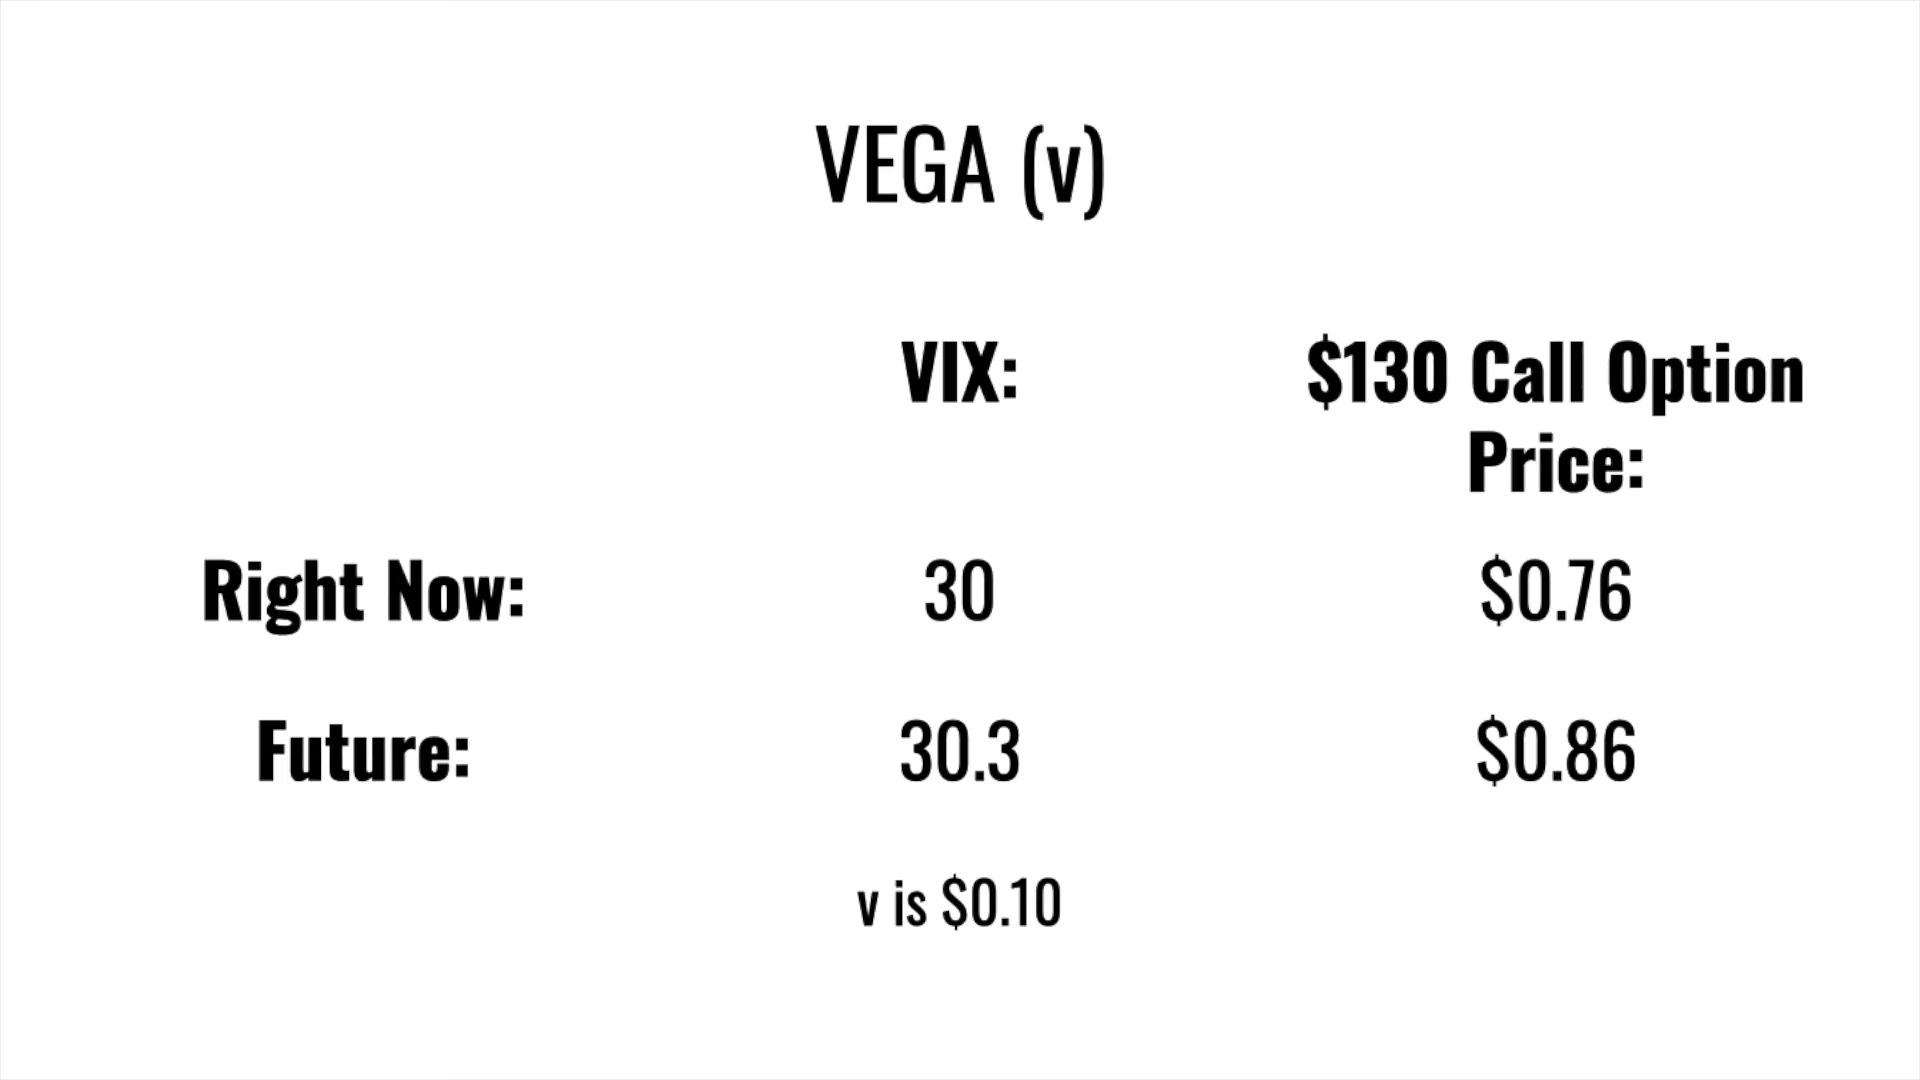 VEGA (v)
VIX:
$130 Call Option
Price:
Right Now:
30
$0.76
Future:
30.3
$0.86
v is $0.10